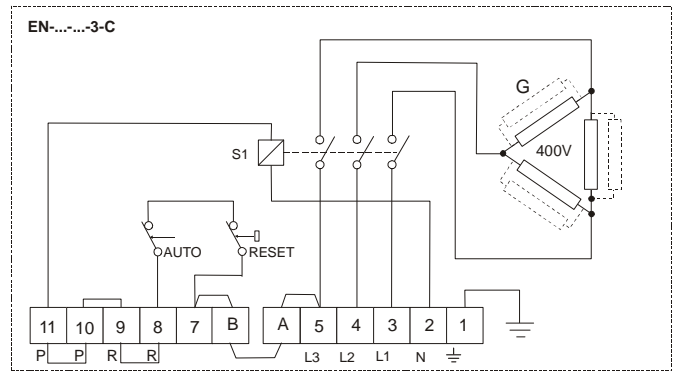 EN-...-...-3-C
G
400V
S1
AUTO
RESET
11 10 9 8 7 B A 5 4 3 2 1
P P R R L3 L2 L1 N